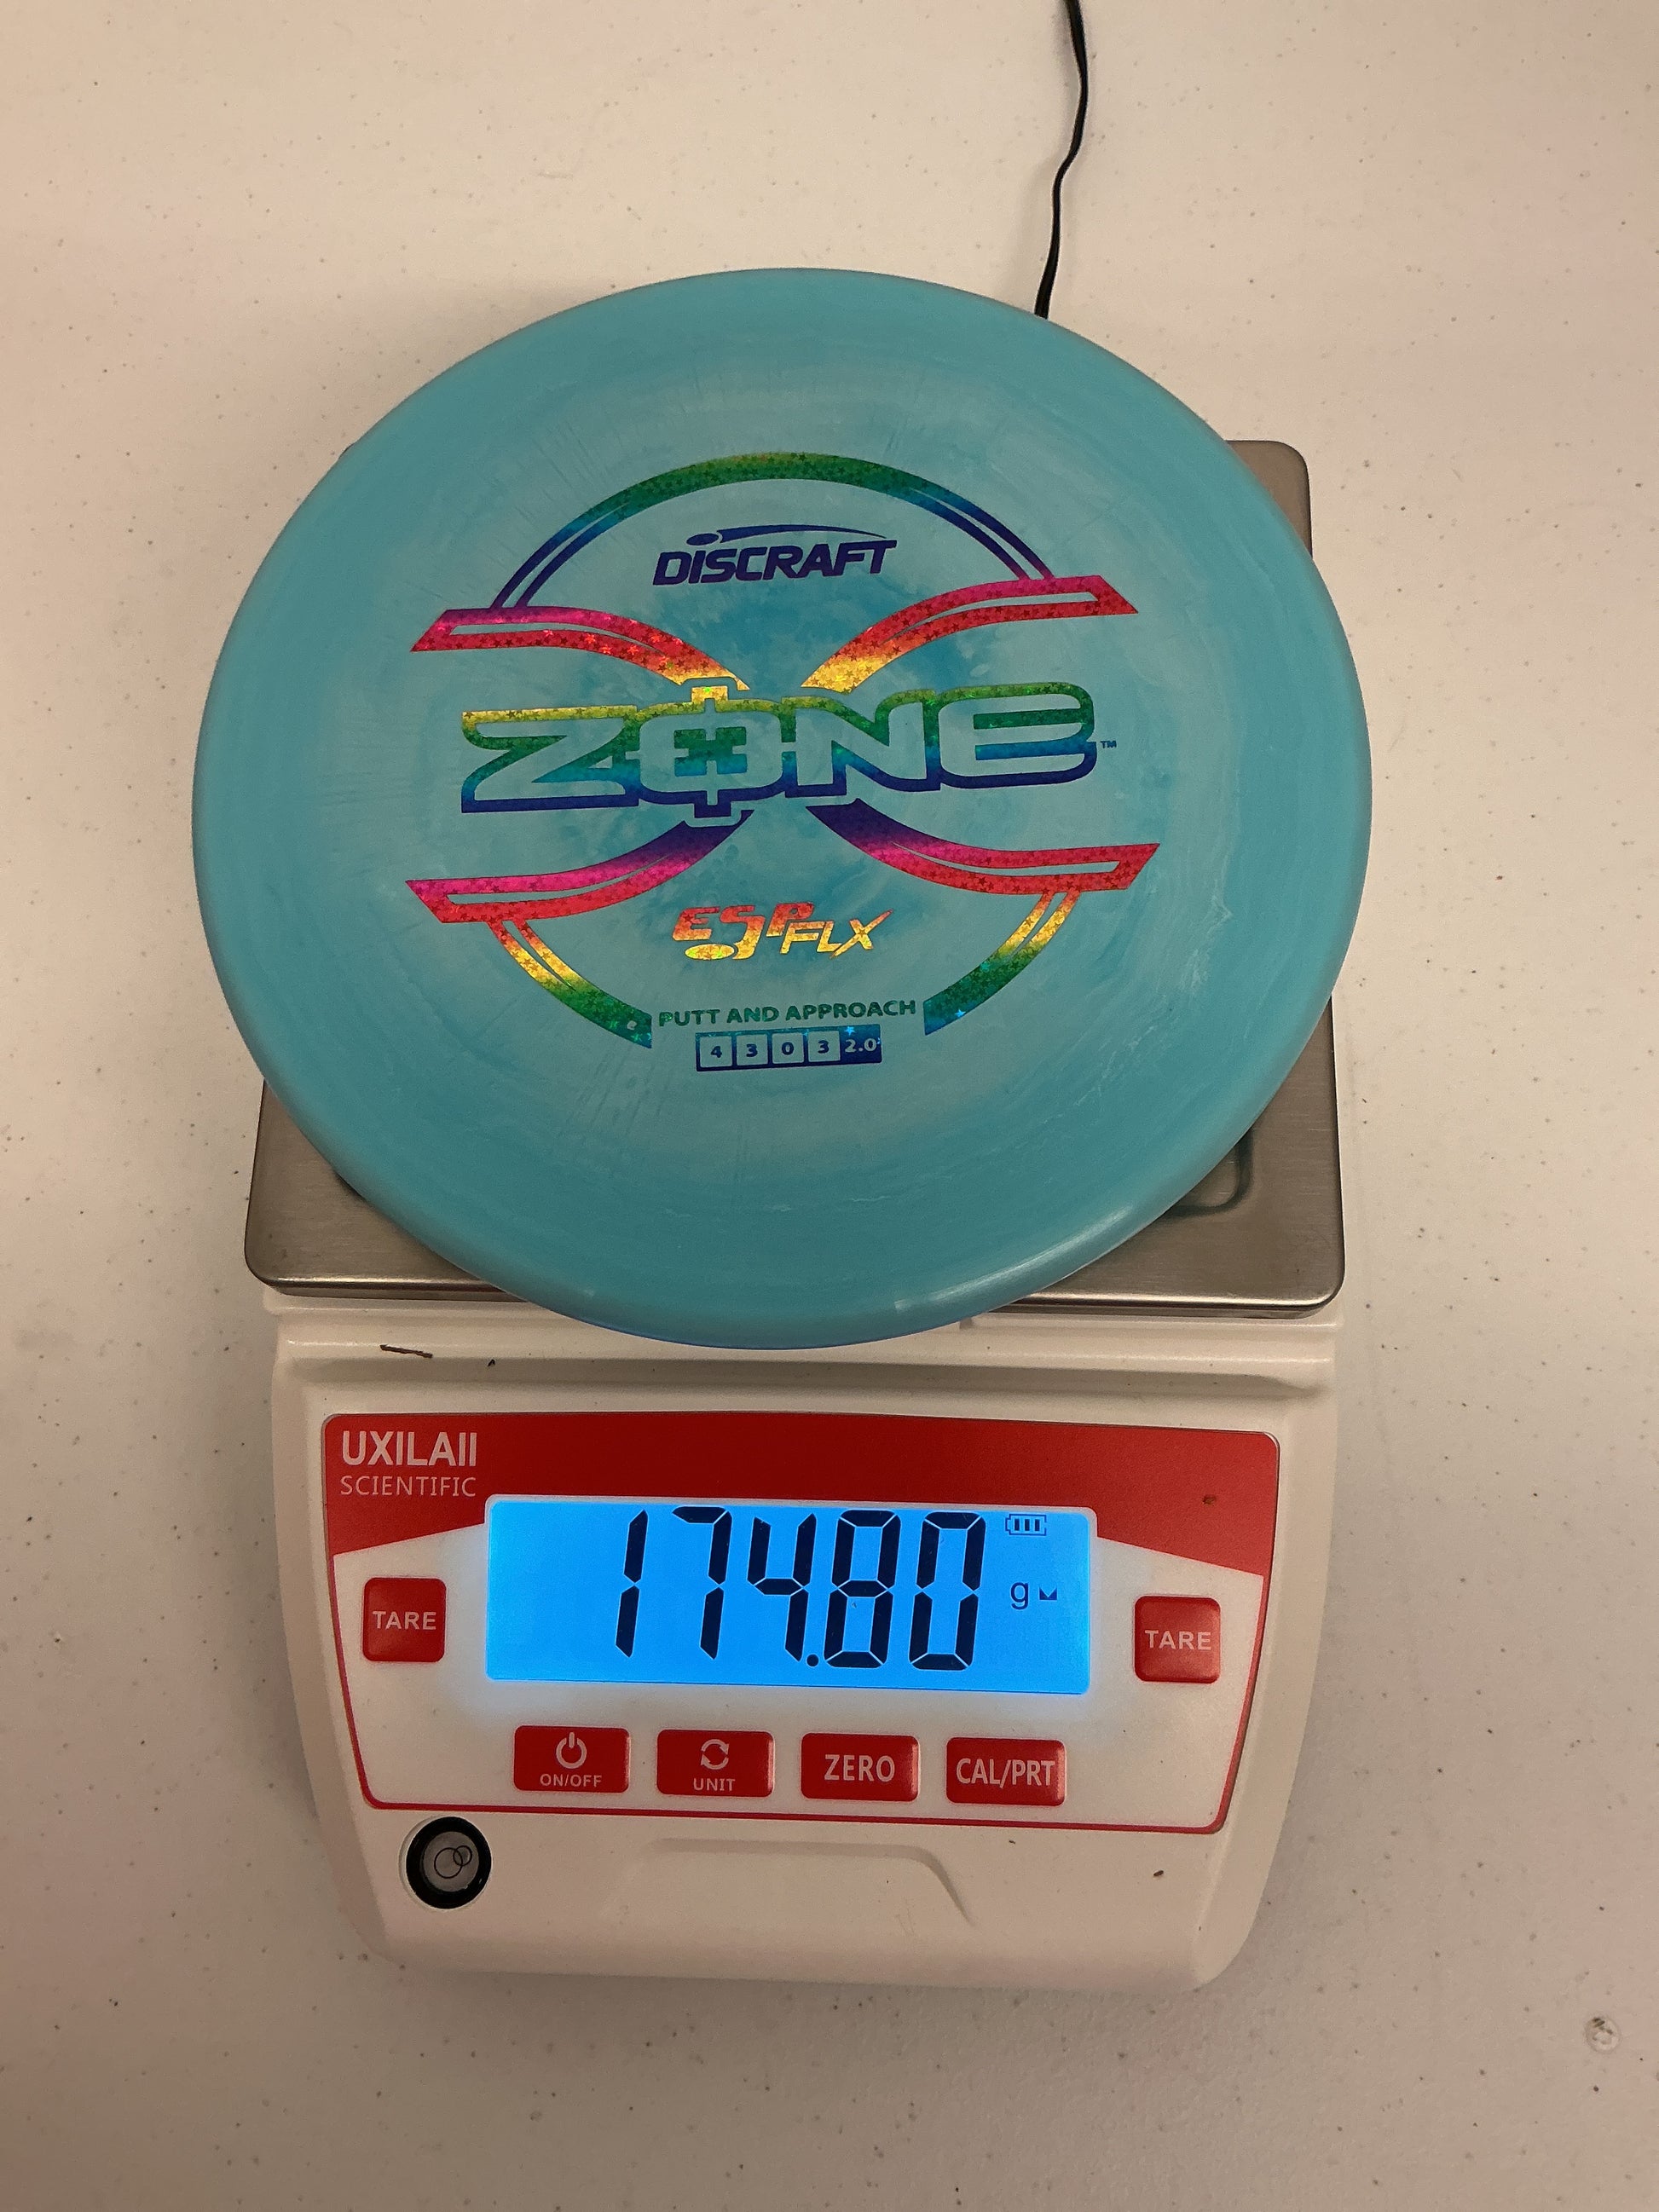 DISCRAFT
ZONE™
ESP FLX
PUTT AND APPROACH
4 3 0 3 2.0
UXILAII
SCIENTIFIC
174.80 g
TARE
TARE
ON/OFF
UNIT
ZERO
CAL/PRT